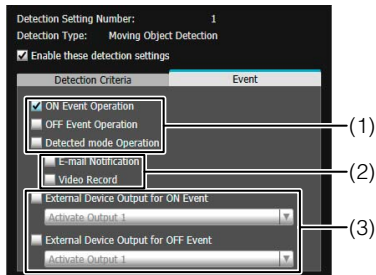 Detection Setting Number: 1
Detection Type: Moving Object Detection
Enable these detection settings
Detection Criteria Event
ON Event Operation
OFF Event Operation
Detected mode Operation
(1)
E-mail Notification
Video Record
(2)
External Device Output for ON Event
Activate Output 1
(3)
External Device Output for OFF Event
Activate Output 1